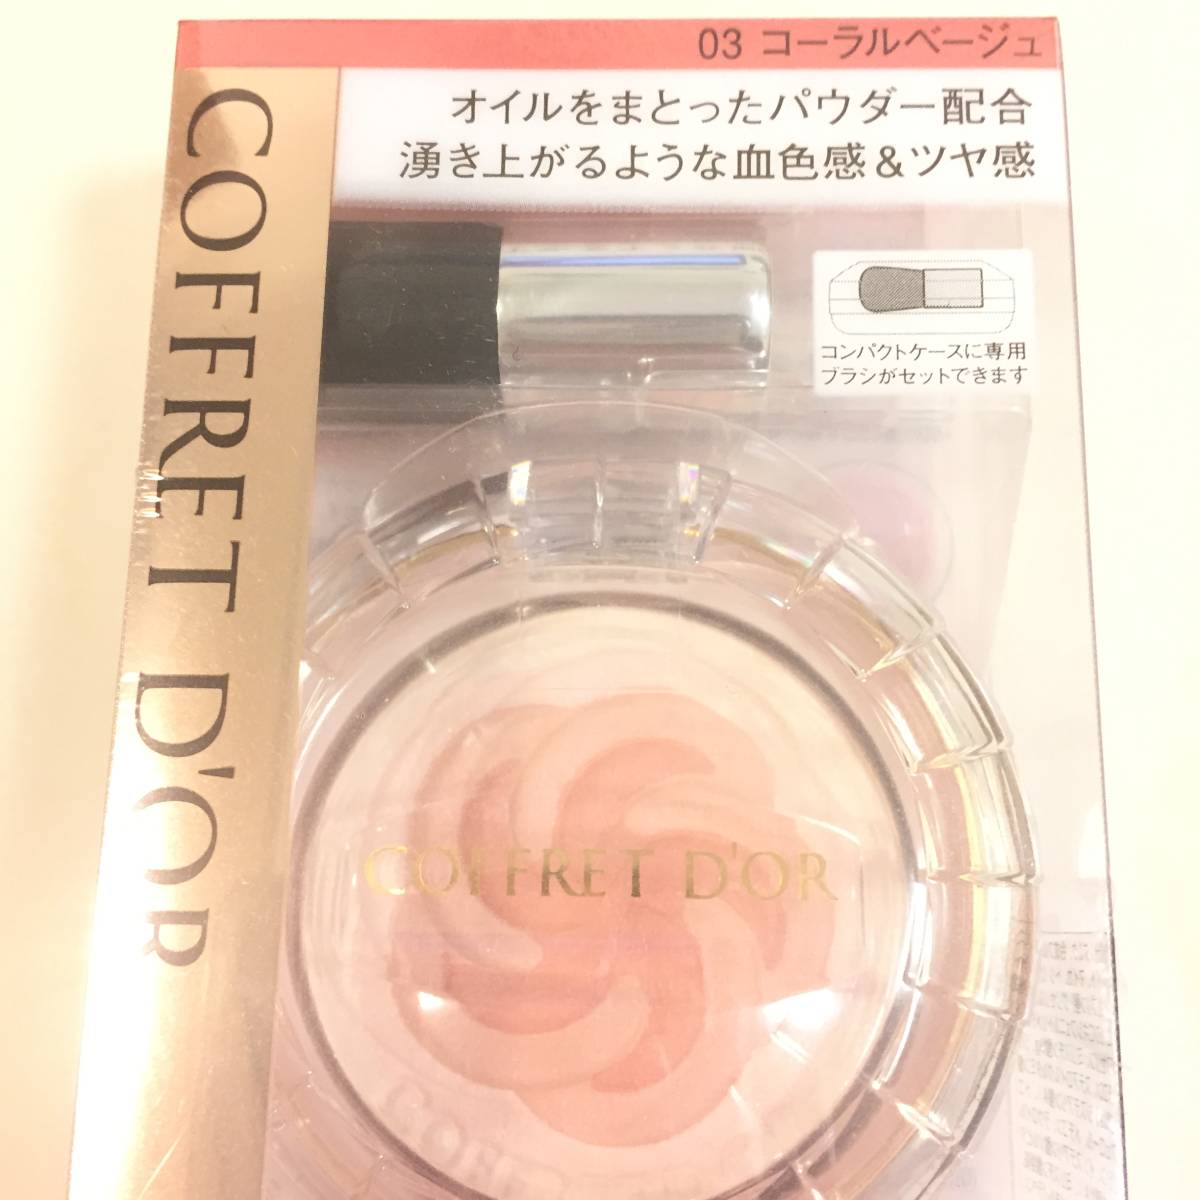 03 コーラルベージュ
オイルをまとったパウダー配合
湧き上がるような血色感&ツヤ感
COFFRET D'OR
コンパクトケースに専用
ブラシがセットできます
COFFRET D'OR